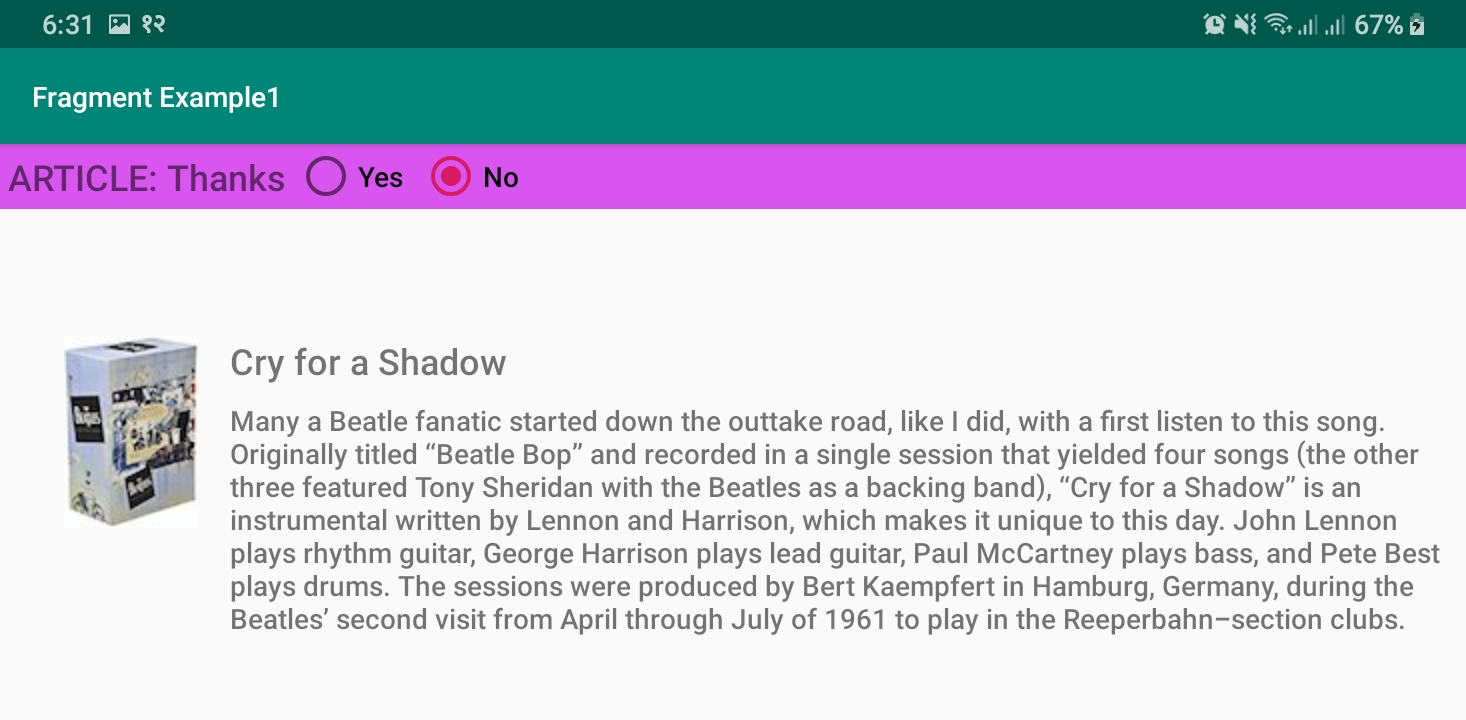 6:31 १२ 67%
Fragment Example1
ARTICLE: Thanks Yes No
Cry for a Shadow
Many a Beatle fanatic started down the outtake road, like I did, with a first listen to this song.
Originally titled “Beatle Bop” and recorded in a single session that yielded four songs (the other
three featured Tony Sheridan with the Beatles as a backing band), “Cry for a Shadow” is an
instrumental written by Lennon and Harrison, which makes it unique to this day. John Lennon
plays rhythm guitar, George Harrison plays lead guitar, Paul McCartney plays bass, and Pete Best
plays drums. The sessions were produced by Bert Kaempfert in Hamburg, Germany, during the
Beatles’ second visit from April through July of 1961 to play in the Reeperbahn–section clubs.